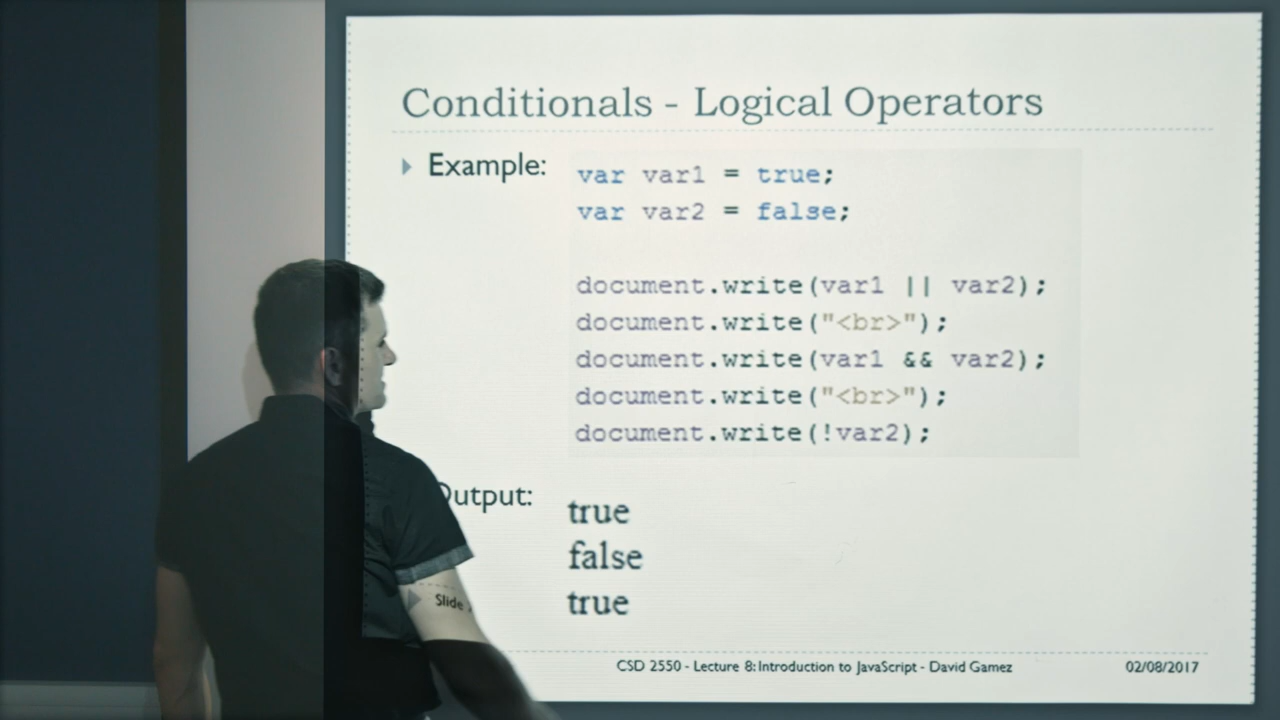 Conditionals - Logical Operators
Example:
var var1 = true;
var var2 = false;
document.write(var1 || var2);
document.write("<br>");
document.write(var1 && var2);
document.write("<br>");
document.write(!var2);
Output:
true
false
true
Slide
CSD 2550 - Lecture 8: Introduction to JavaScript - David Gamez 02/08/2017